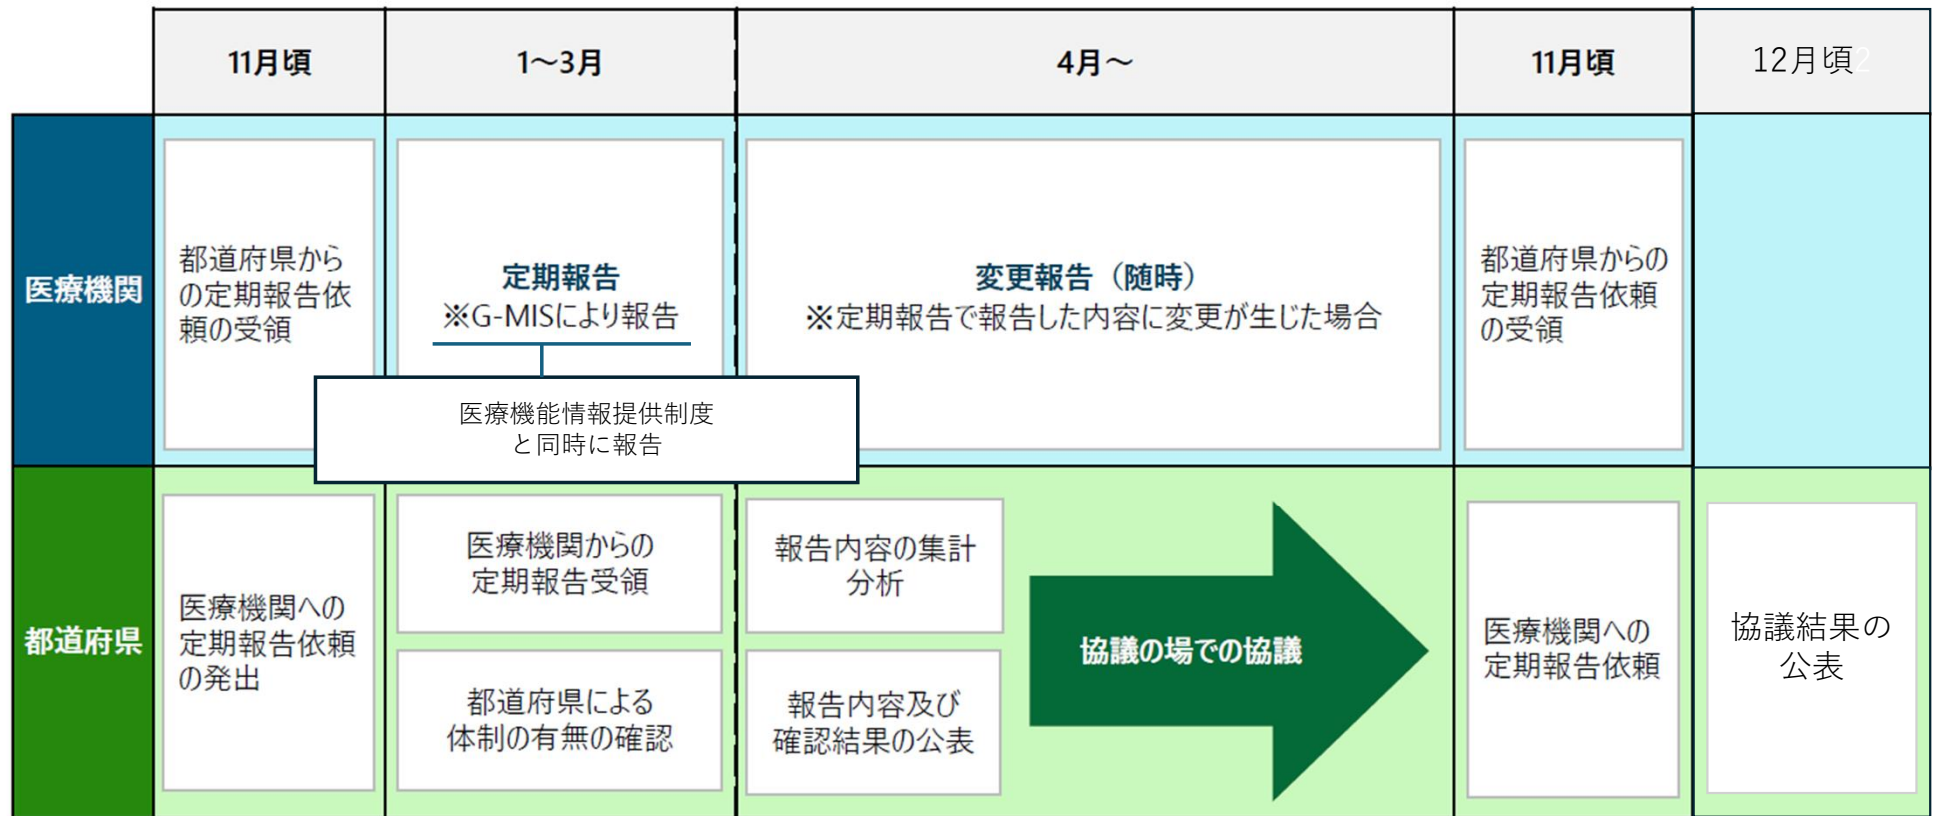 11月頃
1～3月
4月～
11月頃
12月頃2
医療機関
都道府県から
の定期報告依
頼の受領
定期報告
※G-MISにより報告
変更報告（随時）
※定期報告で報告した内容に変更が生じた場合
都道府県からの
定期報告依頼
の受領
医療機能情報提供制度
と同時に報告
都道府県
医療機関への
定期報告依頼
の発出
医療機関からの
定期報告受領
都道府県による
体制の有無の確認
報告内容の集計
分析
報告内容及び
確認結果の公表
協議の場での協議
医療機関への
定期報告依頼
協議結果の
公表